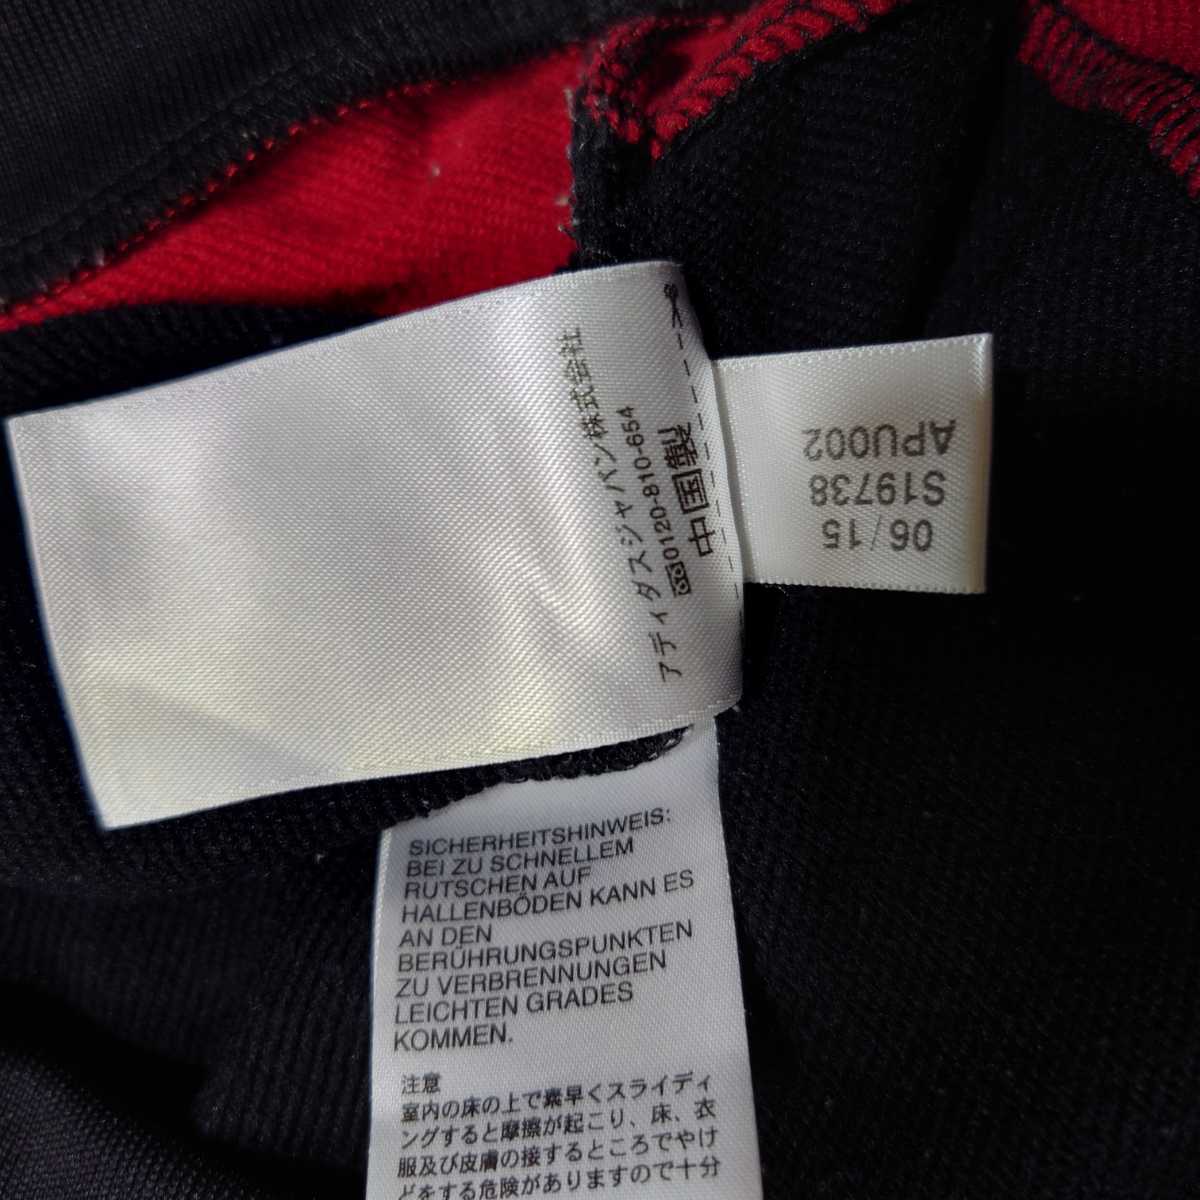 アディダスジャパン株式会社
0120-810-654
中国製
APU002
S19738
06/15
SICHERHEITSHINWEIS:
BEI ZU SCHNELLEM
RUTSCHEN AUF
HALLENBÖDEN KANN ES
AN DEN
BERÜHRUNGSPUNKTEN
ZU VERBRENNUNGEN
LEICHTEN GRADES
KOMMEN.
注意
室内の床の上で素早くスライディ
ングすると摩擦が起こり、床、衣
服及び皮膚の接するところでやけ
どをする危険がありますので十分